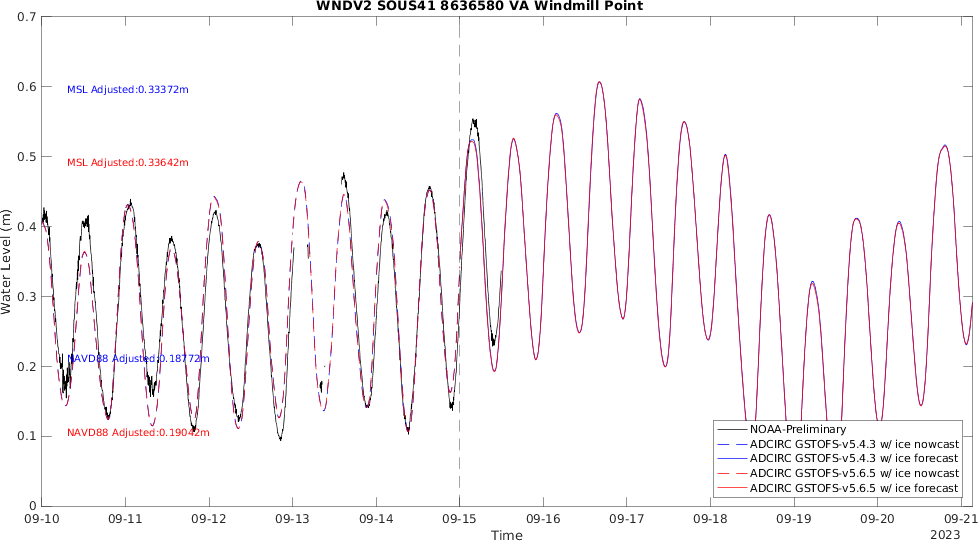 WNDV2 SOUS41 8636580 VA Windmill Point
0.7
0.6
0.5
0.4
0.3
0.2
0.1
0
Water Level (m)
MSL Adjusted:0.33372m
MSL Adjusted:0.33642m
NAVD88 Adjusted:0.18772m
NAVD88 Adjusted:0.19042m
NOAA-Preliminary
ADCIRC GSTOFS-v5.4.3 w/ ice nowcast
ADCIRC GSTOFS-v5.4.3 w/ ice forecast
ADCIRC GSTOFS-v5.6.5 w/ ice nowcast
ADCIRC GSTOFS-v5.6.5 w/ ice forecast
09-10 09-11 09-12 09-13 09-14 09-15 09-16 09-17 09-18 09-19 09-20 09-21
Time
2023